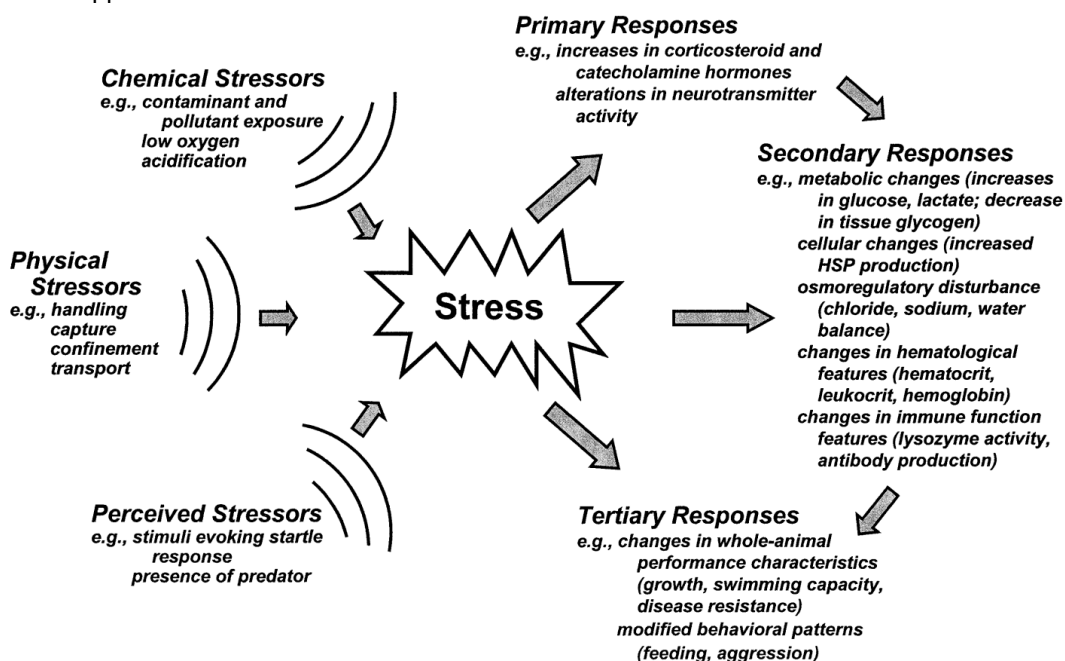 Primary Responses
e.g., increases in corticosteroid and
catecholamine hormones
alterations in neurotransmitter
activity
Chemical Stressors
e.g., contaminant and
pollutant exposure
low oxygen
acidification
Secondary Responses
e.g., metabolic changes (increases
in glucose, lactate; decrease
in tissue glycogen)
cellular changes (increased
HSP production)
osmoregulatory disturbance
(chloride, sodium, water
balance)
changes in hematological
features (hematocrit,
leukocrit, hemoglobin)
changes in immune function
features (lysozyme activity,
antibody production)
Physical
Stressors
e.g., handling
capture
confinement
transport
Stress
Perceived Stressors
e.g., stimuli evoking startle
response
presence of predator
Tertiary Responses
e.g., changes in whole-animal
performance characteristics
(growth, swimming capacity,
disease resistance)
modified behavioral patterns
(feeding, aggression)